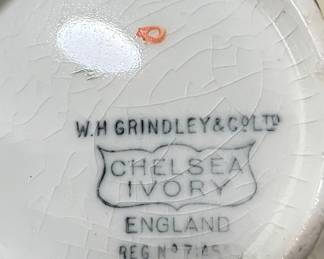 W.H GRINDLEY & Co LTD
CHELSEA
IVORY
ENGLAND
REG Nº